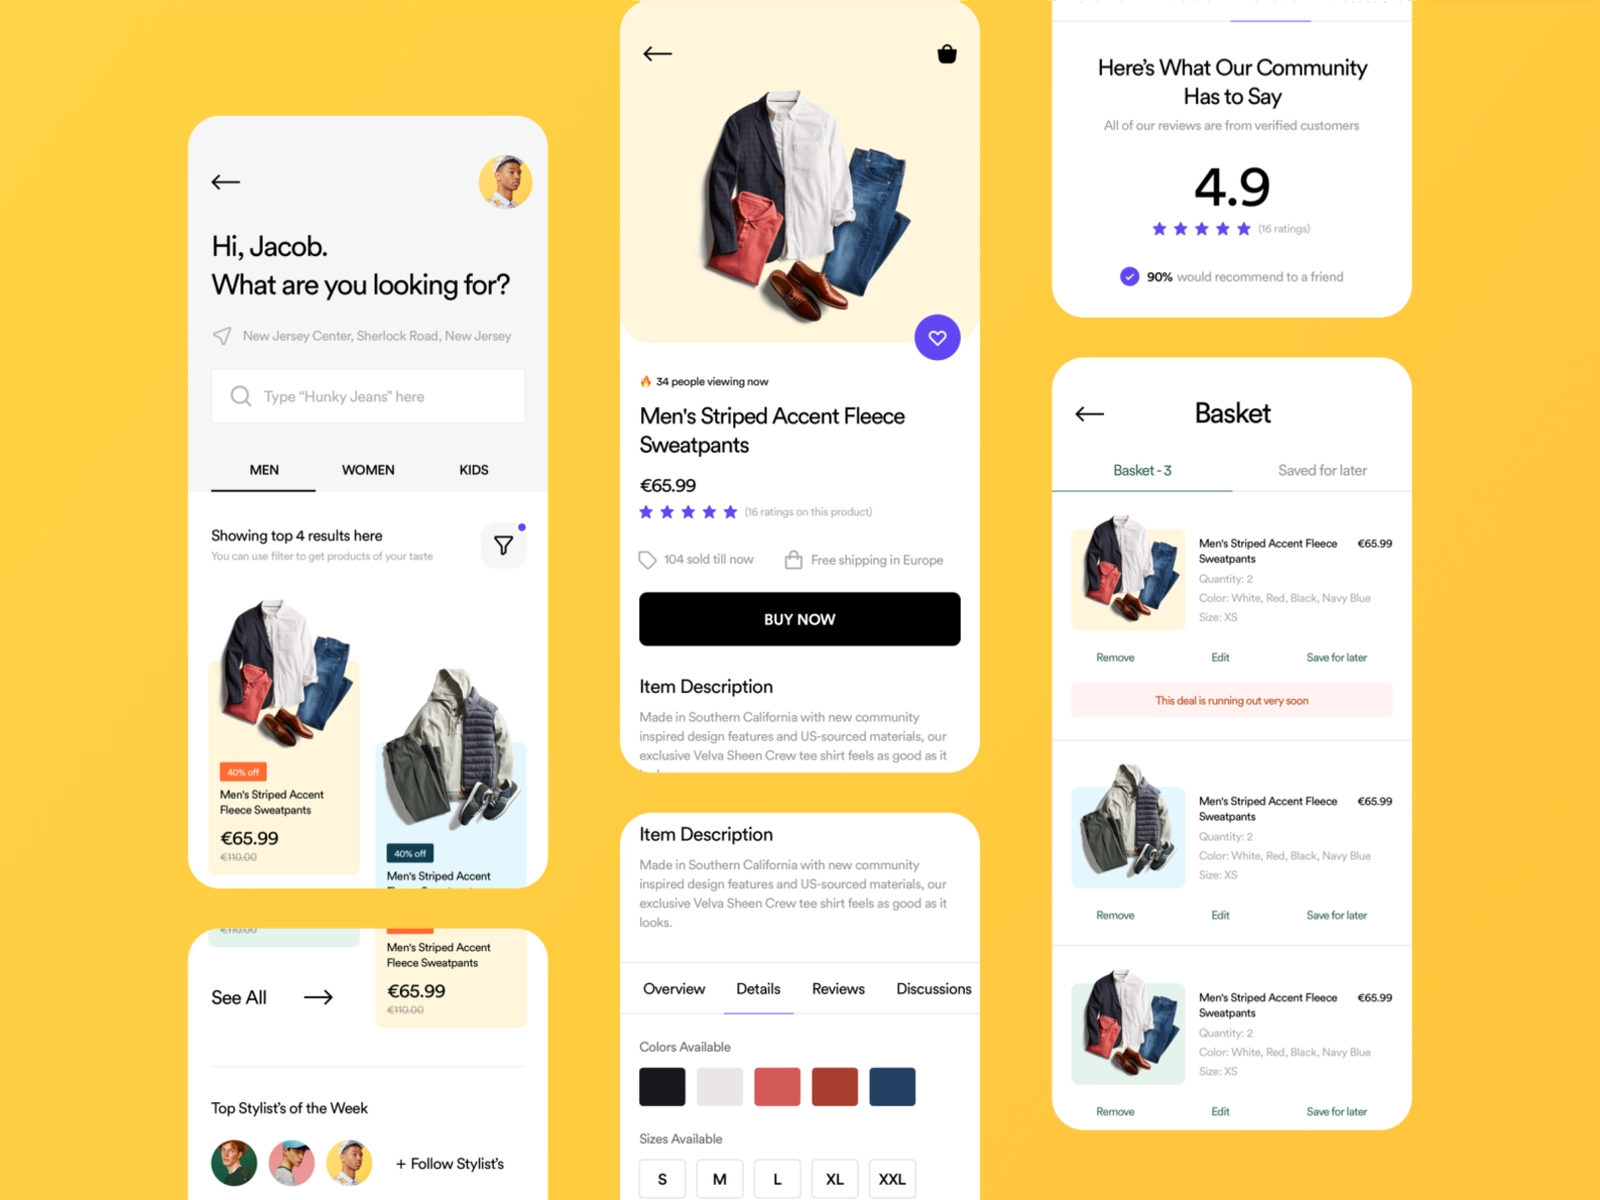 Hi, Jacob.
What are you looking for?
New Jersey Center, Sherlock Road, New Jersey
Type “Hunky Jeans” here
MEN
WOMEN
KIDS
Showing top 4 results here
You can use filter to get products of your taste
40% off
Men's Striped Accent
Fleece Sweatpants
€65.99
€110.00
40% off
Men's Striped Accent
€110.00
See All
Men's Striped Accent
Fleece Sweatpants
€65.99
€110.00
Top Stylist’s of the Week
+ Follow Stylist’s
34 people viewing now
Men's Striped Accent Fleece
Sweatpants
€65.99
(16 ratings on this product)
104 sold till now
Free shipping in Europe
BUY NOW
Item Description
Made in Southern California with new community
inspired design features and US-sourced materials, our
exclusive Velva Sheen Crew tee shirt feels as good as it
Item Description
Made in Southern California with new community
inspired design features and US-sourced materials, our
exclusive Velva Sheen Crew tee shirt feels as good as it
looks.
Overview
Details
Reviews
Discussions
Colors Available
Sizes Available
S
M
L
XL
XXL
Here’s What Our Community
Has to Say
All of our reviews are from verified customers
4.9
(16 ratings)
90% would recommend to a friend
Basket
Basket - 3
Saved for later
Men's Striped Accent Fleece
Sweatpants
€65.99
Quantity: 2
Color: White, Red, Black, Navy Blue
Size: XS
Remove
Edit
Save for later
This deal is running out very soon
Men's Striped Accent Fleece
Sweatpants
€65.99
Quantity: 2
Color: White, Red, Black, Navy Blue
Size: XS
Remove
Edit
Save for later
Men's Striped Accent Fleece
Sweatpants
€65.99
Quantity: 2
Color: White, Red, Black, Navy Blue
Size: XS
Remove
Edit
Save for later